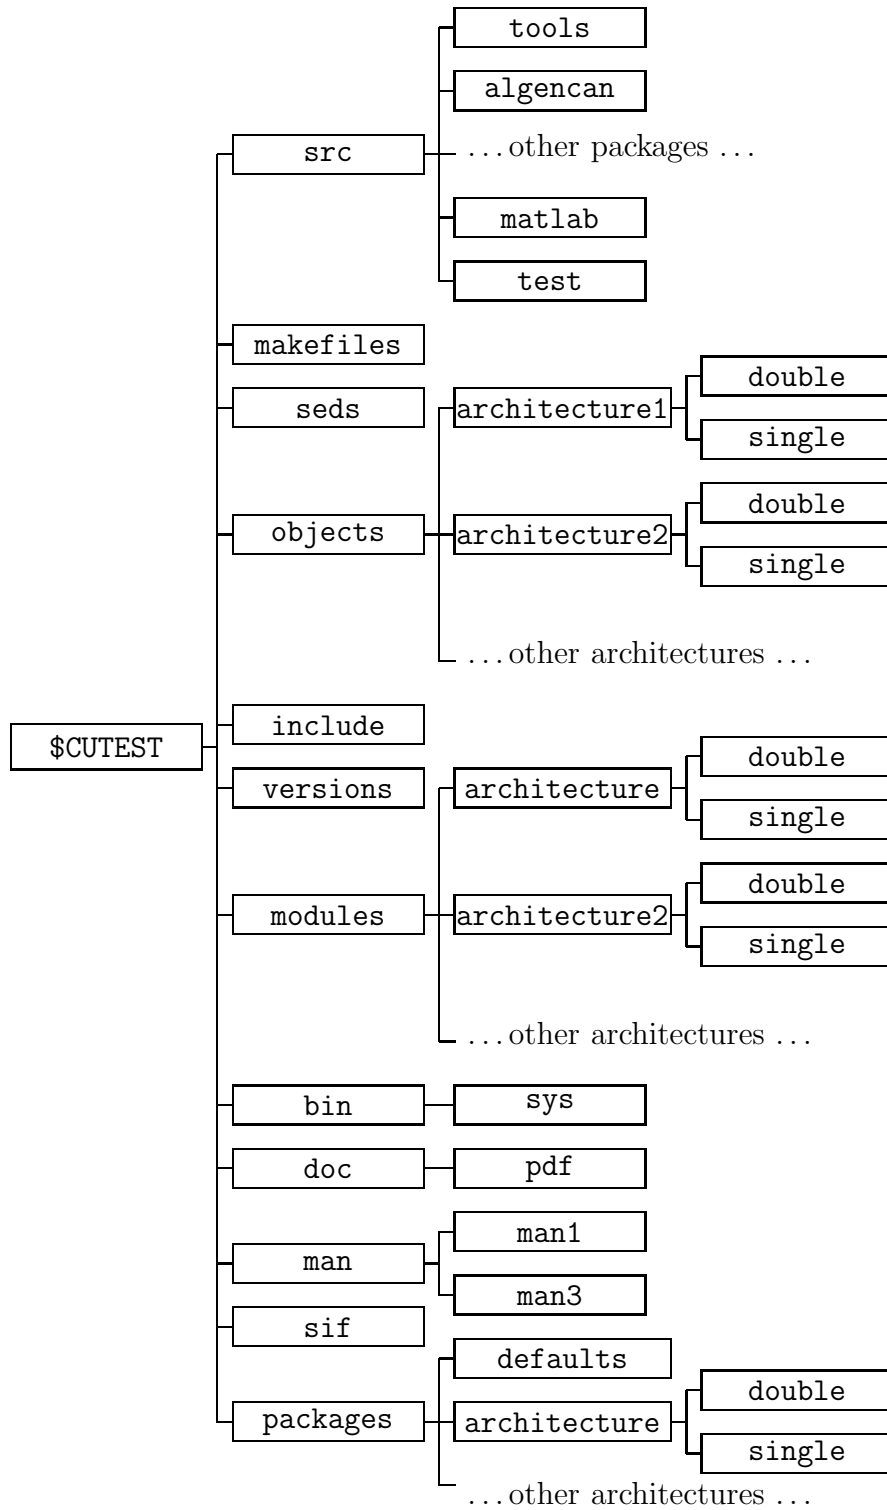 tools
algencan
src
...other packages ...
matlab
test
makefiles
double
seds
architecture1
single
double
objects
architecture2
single
...other architectures ...
include
$CUTEST
double
versions
architecture
single
double
modules
architecture2
single
...other architectures ...
bin
sys
doc
pdf
man1
man
man3
sif
defaults
double
packages
architecture
single
...other architectures ...